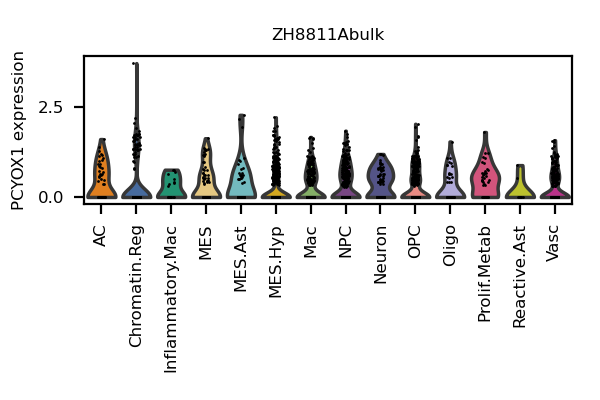 ZH8811Abulk
PCYOX1 expression
2.5
0.0
AC
Chromatin.Reg
Inflammatory.Mac
MES
MES.Ast
MES.Hyp
Mac
NPC
Neuron
OPC
Oligo
Prolif.Metab
Reactive.Ast
Vasc